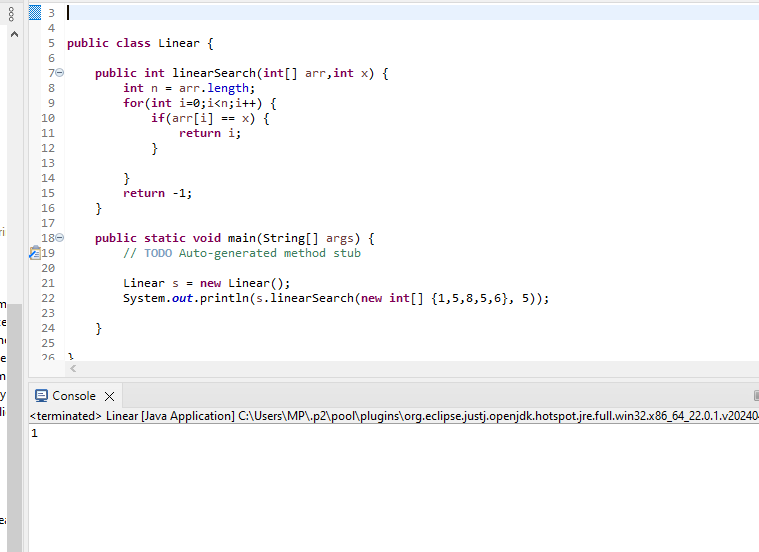 3
4
5 public class Linear {
6
7 public int linearSearch(int[] arr,int x) {
8 int n = arr.length;
9 for(int i=0;i<n;i++) {
10 if(arr[i] == x) {
11 return i;
12 }
13
14 }
15 return -1;
16 }
17
18 public static void main(String[] args) {
19 // TODO Auto-generated method stub
20
21 Linear s = new Linear();
22 System.out.println(s.linearSearch(new int[] {1,5,8,5,6}, 5));
23
24 }
25
26 }
Console
<terminated> Linear [Java Application] C:\Users\MP\.p2\pool\plugins\org.eclipse.justj.openjdk.hotspot.jre.full.win32.x86_64_22.0.1.v20240
1